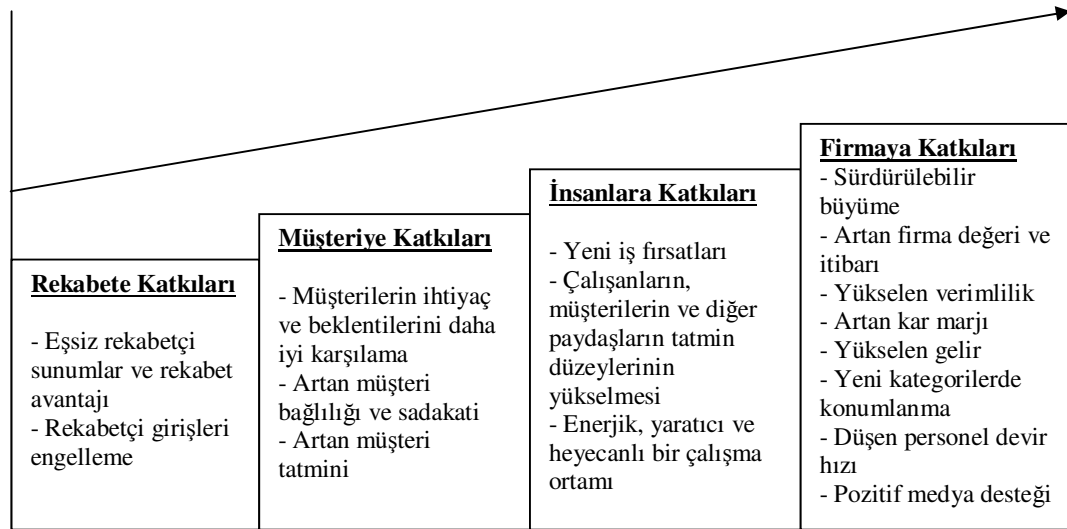 Rekabete Katkıları
- Eşsiz rekabetçi
sunumlar ve rekabet
avantajı
- Rekabetçi girişleri
engelleme
Müşteriye Katkıları
- Müşterilerin ihtiyaç
ve beklentilerini daha
iyi karşılama
- Artan müşteri
bağlılığı ve sadakati
- Artan müşteri
tatmini
İnsanlara Katkıları
- Yeni iş fırsatları
- Çalışanların,
müşterilerin ve diğer
paydaşların tatmin
düzeylerinin
yükselmesi
- Enerjik, yaratıcı ve
heyecanlı bir çalışma
ortamı
Firmaya Katkıları
- Sürdürülebilir
büyüme
- Artan firma değeri ve
itibarı
- Yükselen verimlilik
- Artan kar marjı
- Yükselen gelir
- Yeni kategorilerde
konumlanma
- Düşen personel devir
hızı
- Pozitif medya desteği